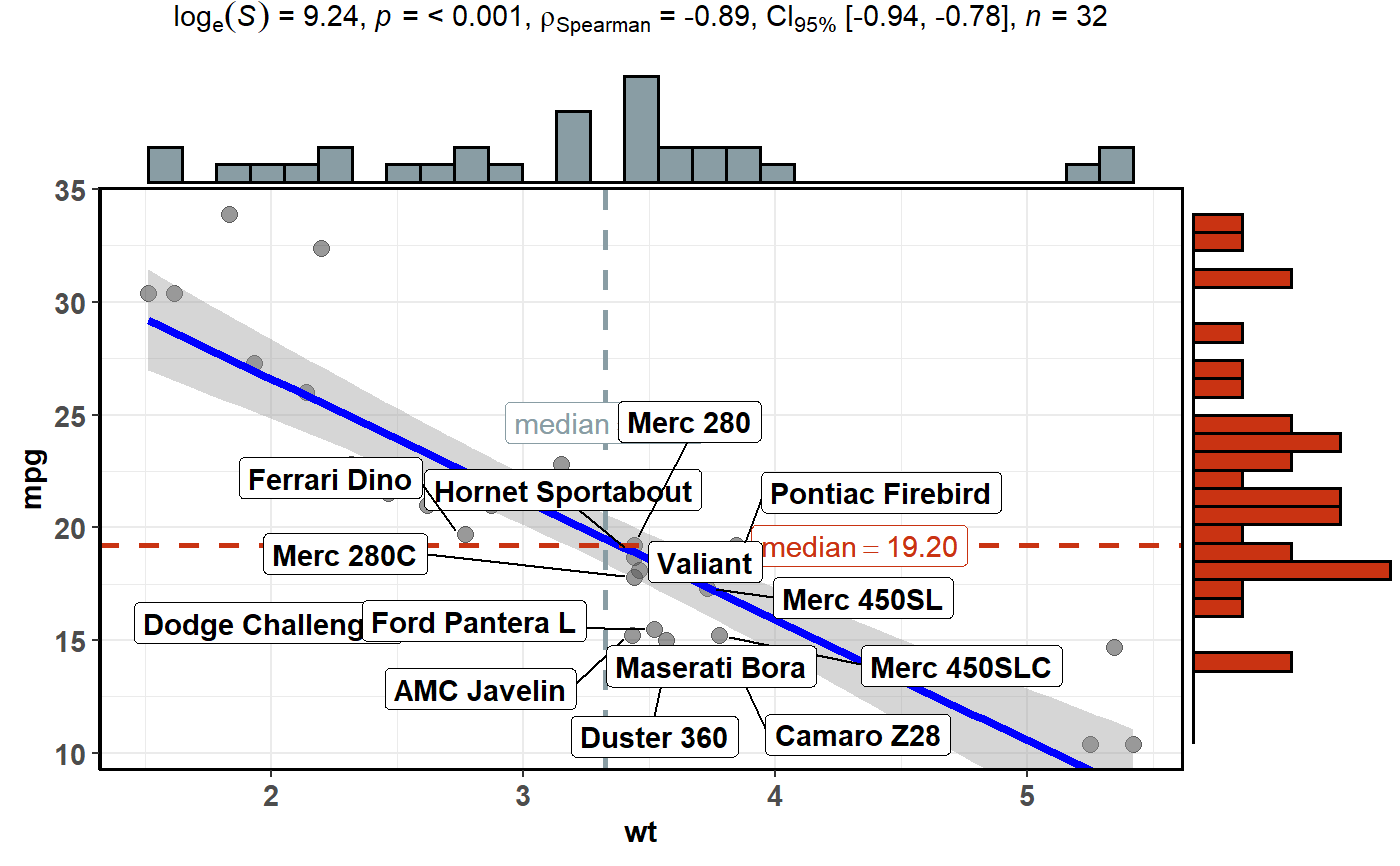 loge(S) = 9.24, p = < 0.001, ρSpearman = -0.89, CI95% [-0.94, -0.78], n = 32
35
30
25
20
15
10
mpg
median
Merc 280
Ferrari Dino
Hornet Sportabout
Pontiac Firebird
Merc 280C
Valiant
median = 19.20
Merc 450SL
Dodge Challeng
Ford Pantera L
AMC Javelin
Maserati Bora
Merc 450SLC
Duster 360
Camaro Z28
2
3
4
5
wt